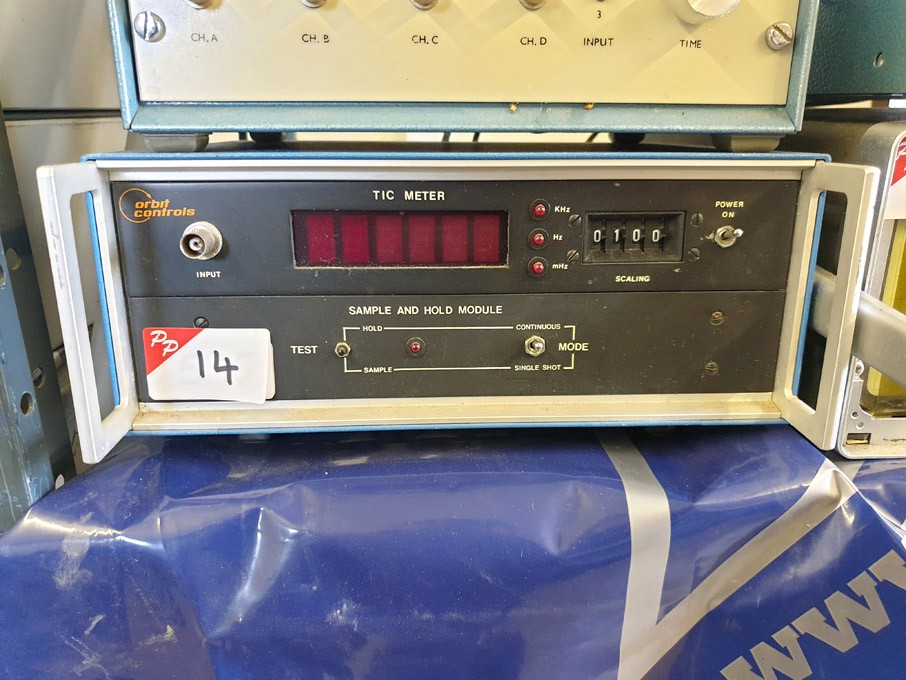 CH. A
CH. B
CH. C
CH. D
3
INPUT
TIME
orbit
controls
TIC METER
INPUT
KHz
Hz
mHz
0100
SCALING
POWER
ON
SAMPLE AND HOLD MODULE
HOLD
CONTINUOUS
TEST
MODE
SAMPLE
SINGLE SHOT
PP
14
WWW